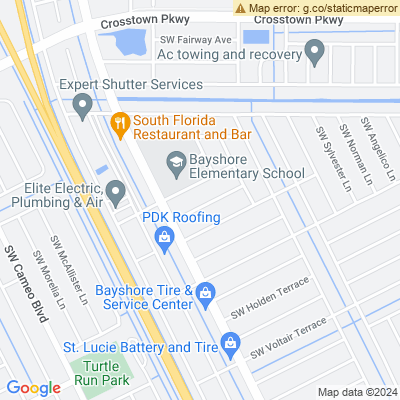 Map error: g.co/staticmaperror
Crosstown Pkwy
Crosstown Pkwy
SW Fairway Ave
Ac towing and recovery
Expert Shutter Services
South Florida
Restaurant and Bar
SW Angelico Ln
SW Norman Ln
SW Sylvester Ln
Bayshore
Elementary School
Elite Electric,
Plumbing & Air
PDK Roofing
SW McAllister Ln
SW Morelia Ln
SW Cameo Blvd
Bayshore Tire &
Service Center
SW Holden Terrace
SW Voltair Terrace
St. Lucie Battery and Tire
Turtle
Run Park
Google
Map data ©2024